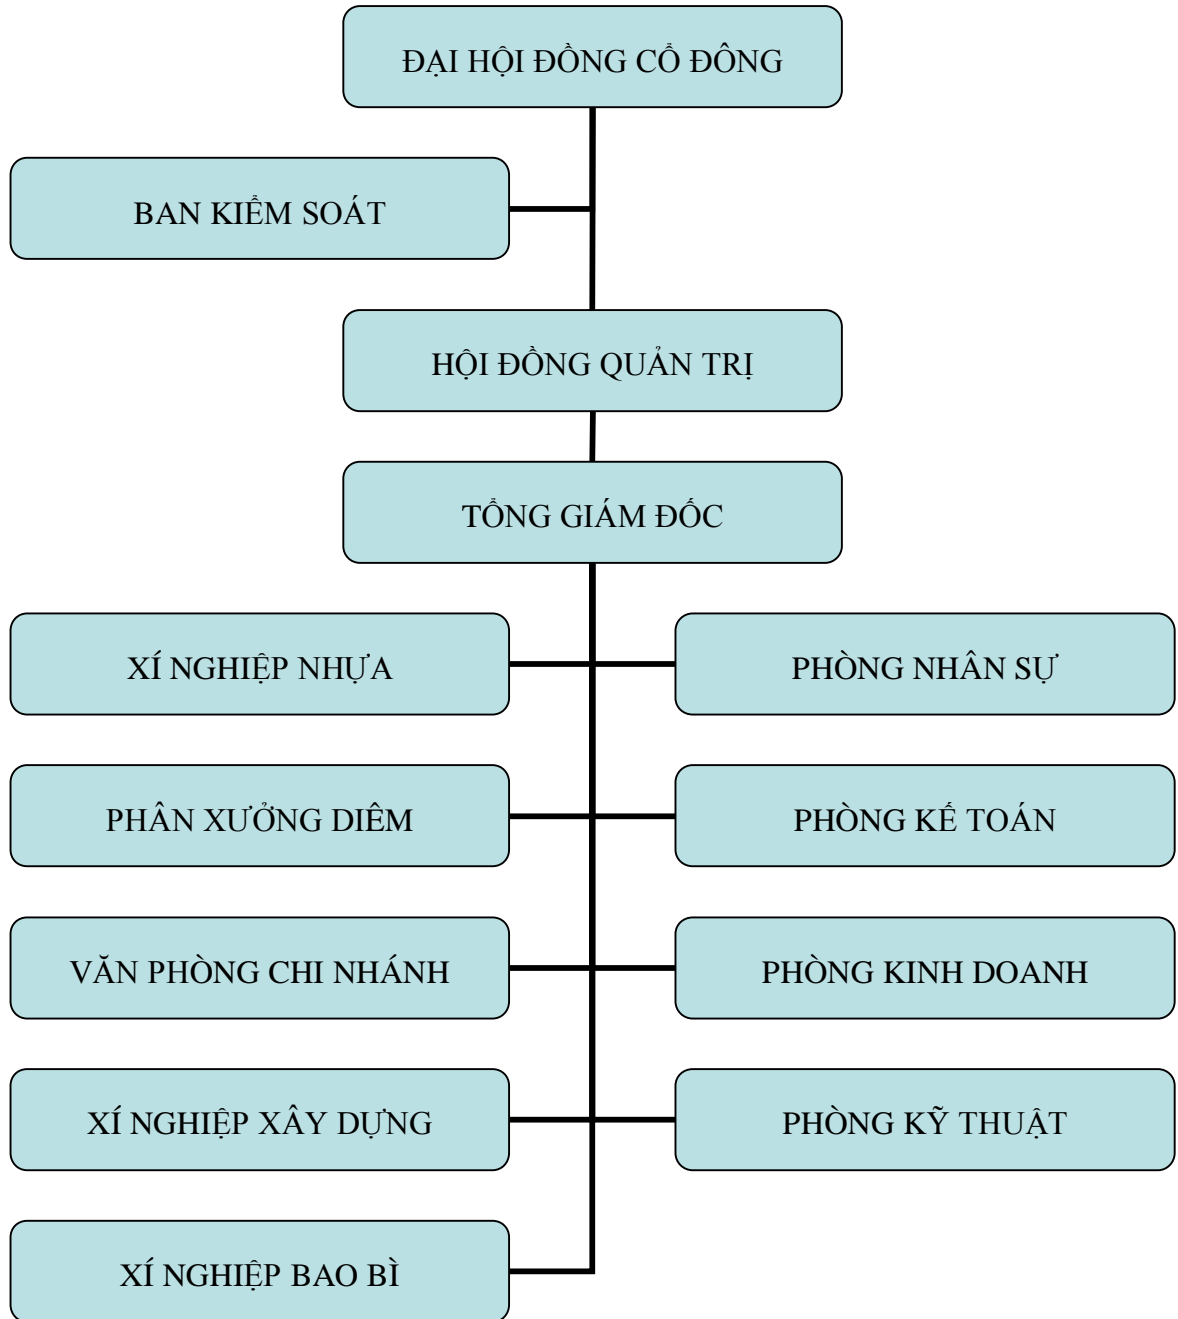 ĐẠI HỘI ĐỒNG CỔ ĐÔNG
BAN KIỂM SOÁT
HỘI ĐỒNG QUẢN TRỊ
TỔNG GIÁM ĐỐC
XÍ NGHIỆP NHỰA
PHÒNG NHÂN SỰ
PHÂN XƯỞNG DIÊM
PHÒNG KẾ TOÁN
VĂN PHÒNG CHI NHÁNH
PHÒNG KINH DOANH
XÍ NGHIỆP XÂY DỰNG
PHÒNG KỸ THUẬT
XÍ NGHIỆP BAO BÌ